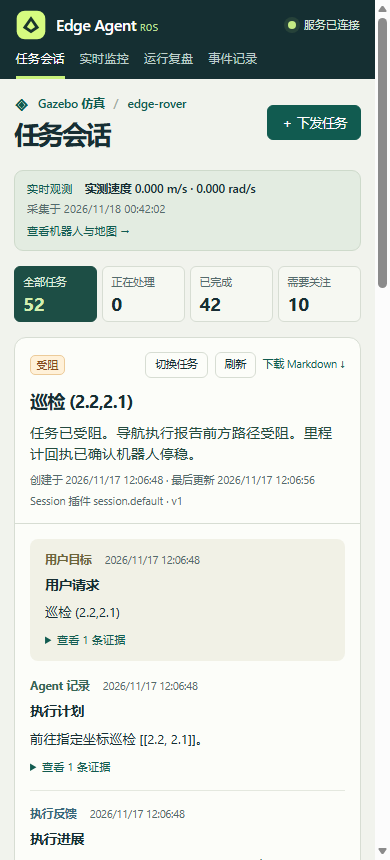 Edge Agent ROS
服务已连接
任务会话 实时监控 运行复盘 事件记录
Gazebo 仿真 / edge-rover
任务会话
+ 下发任务
实时观测 实测速度 0.000 m/s · 0.000 rad/s
采集于 2026/11/18 00:42:02
查看机器人与地图 →
全部任务 正在处理 已完成 需要关注
52 0 42 10
受阻 切换任务 刷新 下载 Markdown ↓
巡检 (2.2,2.1)
任务已受阻。导航执行报告前方路径受阻。里程
计回执已确认机器人停稳。
创建于 2026/11/17 12:06:48 · 最后更新 2026/11/17 12:06:56
Session 插件 session.default · v1
用户目标 2026/11/17 12:06:48
用户请求
巡检 (2.2,2.1)
▶ 查看 1 条证据
Agent 记录 2026/11/17 12:06:48
执行计划
前往指定坐标巡检 [[2.2, 2.1]]。
▶ 查看 1 条证据
执行反馈 2026/11/17 12:06:48
执行进展